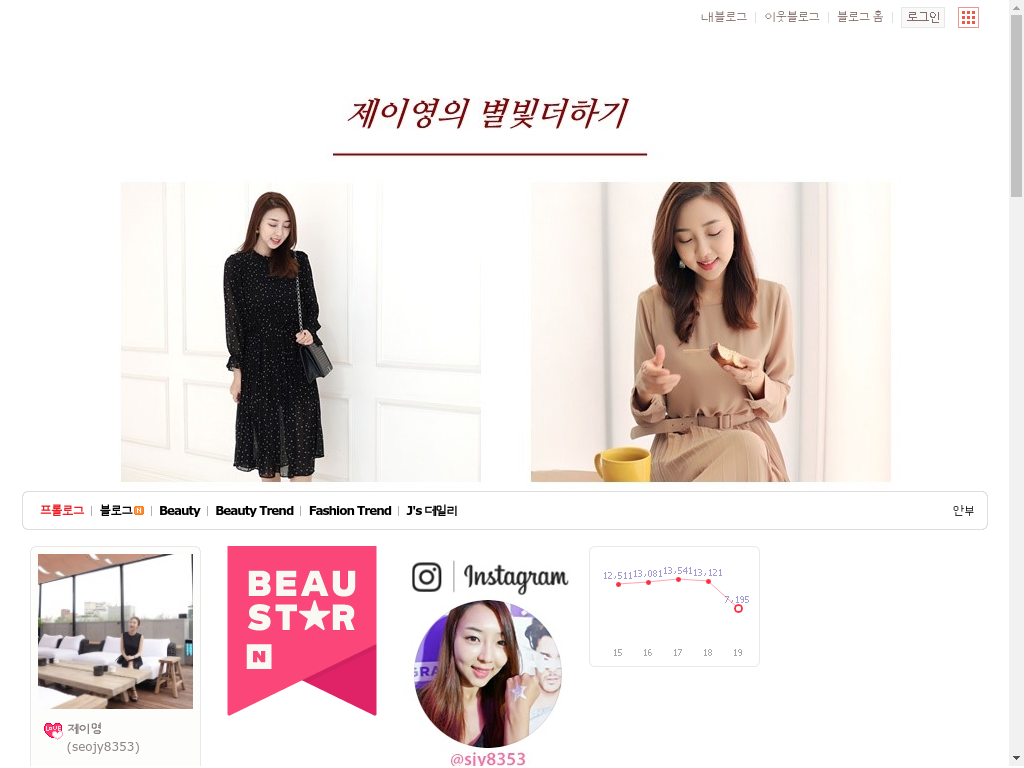 내 블로그 | 이웃블로그 | 블로그 홈 | 로그인
제이영의 별빛더하기
프롤로그 | 블로그 N | Beauty | Beauty Trend | Fashion Trend | J's 데일리 안부
BEAU
ST★R
N
Instagram
12,511 13,081 13,541 13,121
7,195
15 16 17 18 19
LOVE 제이영
(seojy8353)
@sjy8353